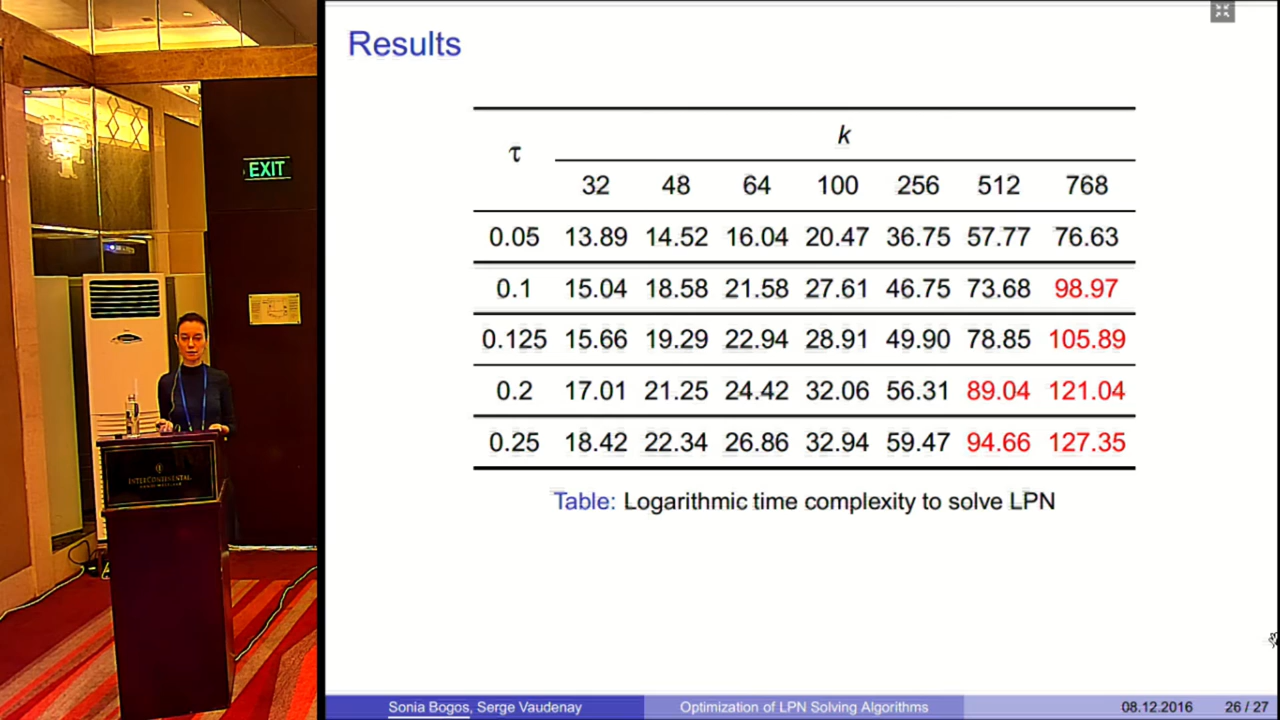 EXIT
INTERCONTINENTAL
Results
τ
k
32 48 64 100 256 512 768
0.05 13.89 14.52 16.04 20.47 36.75 57.77 76.63
0.1 15.04 18.58 21.58 27.61 46.75 73.68 98.97
0.125 15.66 19.29 22.94 28.91 49.90 78.85 105.89
0.2 17.01 21.25 24.42 32.06 56.31 89.04 121.04
0.25 18.42 22.34 26.86 32.94 59.47 94.66 127.35
Table: Logarithmic time complexity to solve LPN
Sonia Bogos, Serge Vaudenay Optimization of LPN Solving Algorithms 08.12.2016 26 / 27